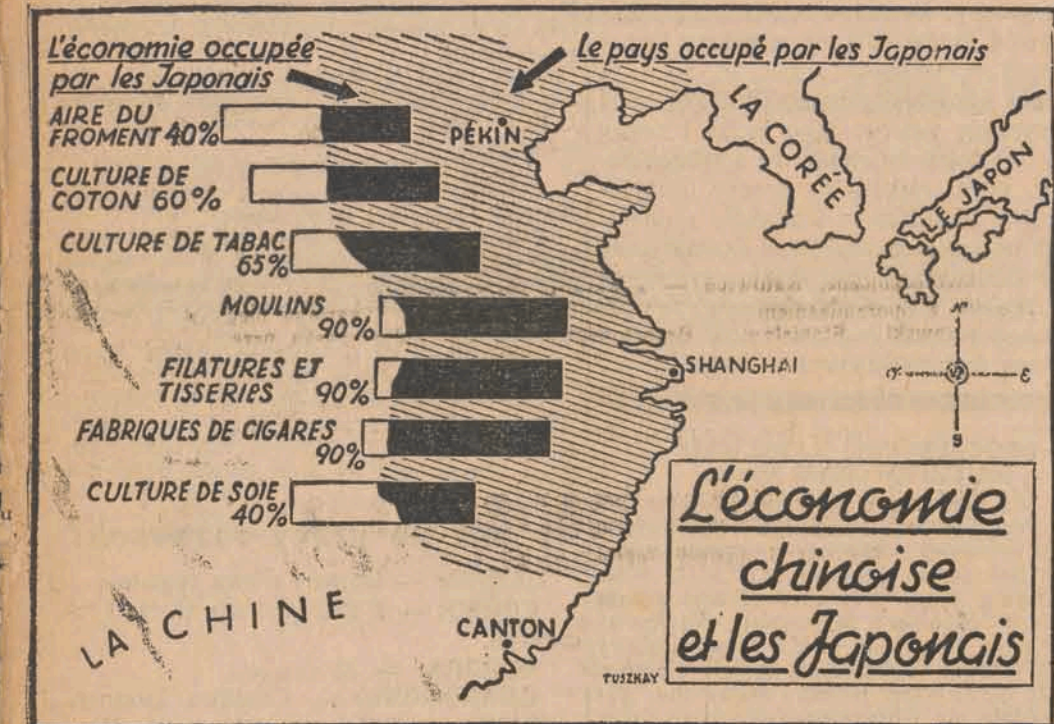 L'économie occupée
par les Japonais
Le pays occupé par les Japonais
AIRE DU
FROMENT 40%
CULTURE DE
COTON 60%
CULTURE DE TABAC
65%
MOULINS
90%
FILATURES ET
TISSERIES 90%
FABRIQUES DE CIGARES
90%
CULTURE DE SOIE
40%
PÉKIN
LA CORÉE
LE JAPON
SHANGHAI
N
E
S
LA CHINE
CANTON
TUSZKAY
L'économie
chinoise
et les Japonais